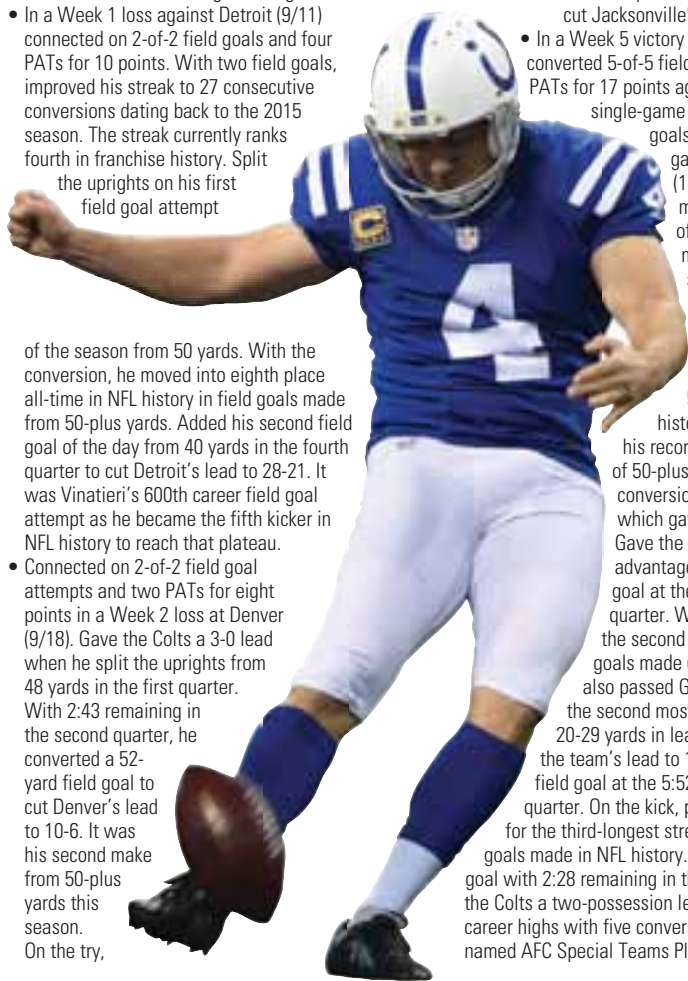 • In a Week 1 loss against Detroit (9/11)
connected on 2-of-2 field goals and four
PATs for 10 points. With two field goals,
improved his streak to 27 consecutive
conversions dating back to the 2015
season. The streak currently ranks
fourth in franchise history. Split
the uprights on his first
field goal attempt
of the season from 50 yards. With the
conversion, he moved into eighth place
all-time in NFL history in field goals made
from 50-plus yards. Added his second field
goal of the day from 40 yards in the fourth
quarter to cut Detroit's lead to 28-21. It
was Vinatieri's 600th career field goal
attempt as he became the fifth kicker in
NFL history to reach that plateau.
• Connected on 2-of-2 field goal
attempts and two PATs for eight
points in a Week 2 loss at Denver
(9/18). Gave the Colts a 3-0 lead
when he split the uprights from
48 yards in the first quarter.
With 2:43 remaining in
the second quarter, he
converted a 52-
yard field goal to
cut Denver's lead
to 10-6. It was
his second make
from 50-plus
yards this
season.
On the try,
C
4
4
cut Jacksonville'
• In a Week 5 victory
converted 5-of-5 field
PATs for 17 points ag
single-game
goals
ga
(1
m
of
histo
his recor
of 50-plus
conversio
which gav
Gave the
advantage
goal at the
quarter. W
the second
goals made
also passed G
the second most
20-29 yards in lea
the team's lead to 1
field goal at the 5:52
quarter. On the kick, p
for the third-longest stre
goals made in NFL history.
goal with 2:28 remaining in th
the Colts a two-possession le
career highs with five convers
named AFC Special Teams Pl